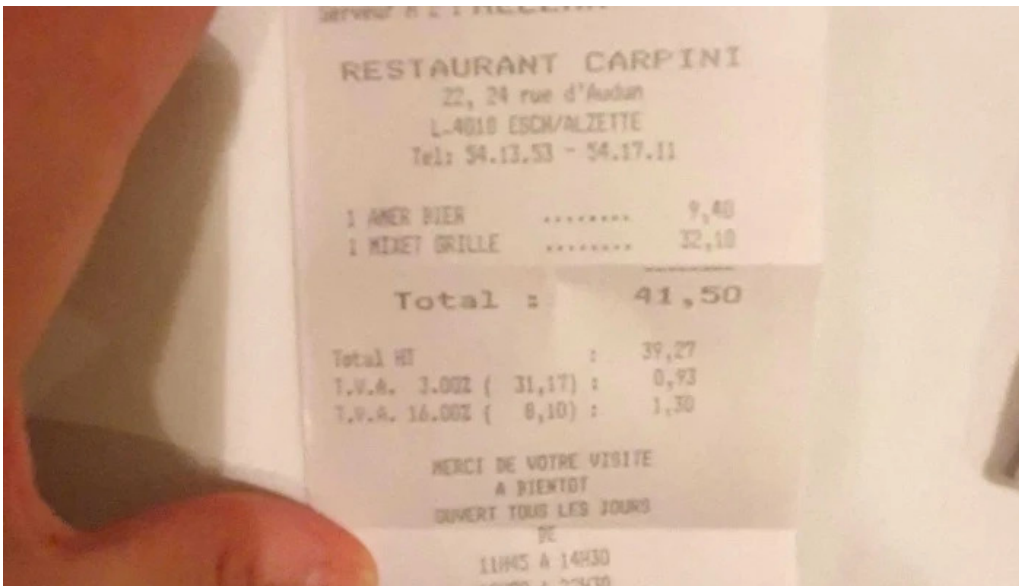 RESTAURANT CARPINI
22, 24 rue d'Audun
L-4010 ESCH/ALZETTE
Tel: 54.13.53 - 54.17.11
1 AMER BIER ........ 9,40
1 MIXET GRILLE ........ 32,10
Total : 41,50
Total HT : 39,27
T.V.A. 3.00% ( 31,17) : 0,93
T.V.A. 16.00% ( 8,10) : 1,30
MERCI DE VOTRE VISITE
A BIENTOT
OUVERT TOUS LES JOURS
DE
11H45 A 14H30